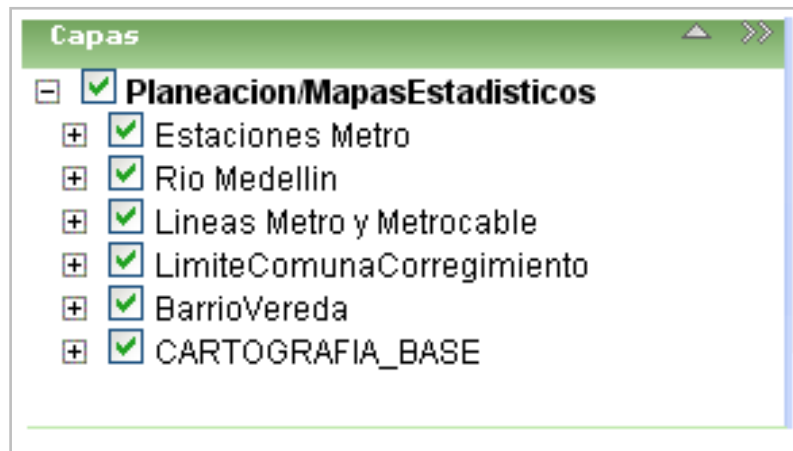 Capas
Planeacion/MapasEstadisticos
Estaciones Metro
Rio Medellin
Lineas Metro y Metrocable
LimiteComunaCorregimiento
BarrioVereda
CARTOGRAFIA_BASE